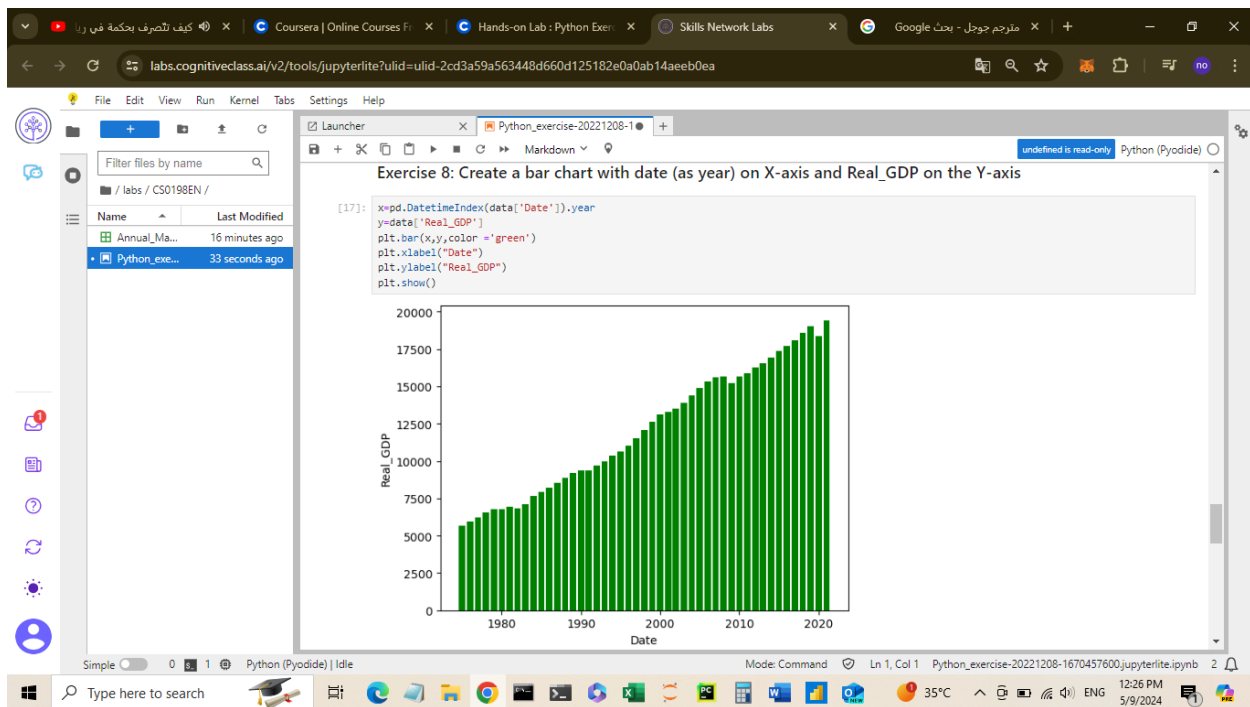 كيف تتصرف بحكمة في ريا
Coursera | Online Courses Fr
Hands-on Lab : Python Exerc
Skills Network Labs
مترجم جوجل - بحث Google
labs.cognitiveclass.ai/v2/tools/jupyterlite?ulid=ulid-2cd3a59a563448d660d125182e0a0ab14aeeb0ea
no
File Edit View Run Kernel Tabs Settings Help
Launcher
Python_exercise-20221208-1
Filter files by name
Markdown
undefined is read-only
Python (Pyodide)
/ labs / CS0198EN /
Name
Last Modified
Annual_Ma...
16 minutes ago
Python_exe...
33 seconds ago
Exercise 8: Create a bar chart with date (as year) on X-axis and Real_GDP on the Y-axis
[17]:
x=pd.DatetimeIndex(data['Date']).year
y=data['Real_GDP']
plt.bar(x,y,color ='green')
plt.xlabel("Date")
plt.ylabel("Real_GDP")
plt.show()
20000
17500
15000
12500
10000
7500
5000
2500
0
Real_GDP
1980 1990 2000 2010 2020
Date
1
Simple
0
1
Python (Pyodide) | Idle
Mode: Command
Ln 1, Col 1
Python_exercise-20221208-1670457600.jupyterlite.ipynb
2
Type here to search
35°C
ENG
12:26 PM
5/9/2024